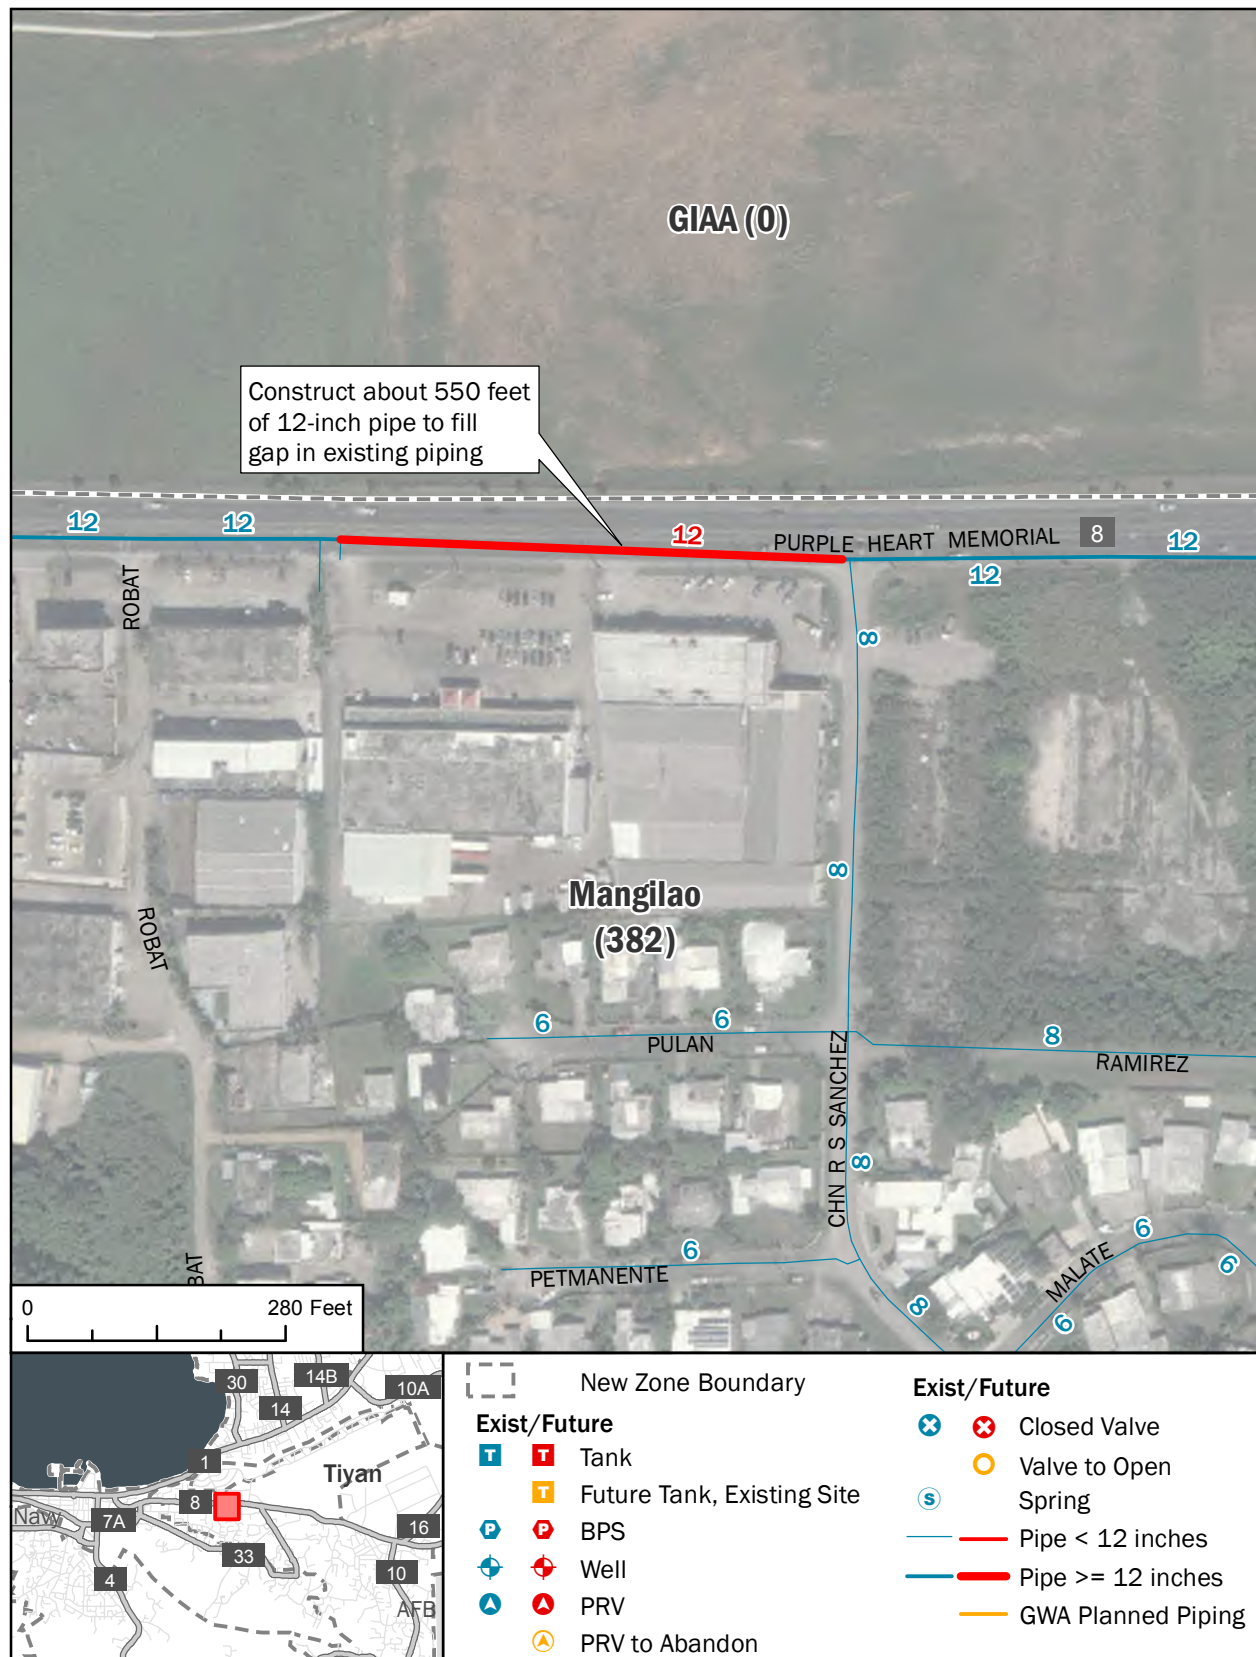 GIAA (0)
Construct about 550 feet
of 12-inch pipe to fill
gap in existing piping
12
12
12
PURPLE HEART MEMORIAL
8
12
12
ROBAT
8
8
Mangilao
(382)
ROBAT
6
6
PULAN
8
RAMIREZ
CHN R S SANCHEZ
8
6
PETMANENTE
MALATE
6
6
6
8
BAT
0
280 Feet
30
14B
10A
14
1
Tiyan
8
Navy
7A
16
33
4
10
AFB
New Zone Boundary
Exist/Future
T T Tank
T Future Tank, Existing Site
P P BPS
Well
PRV
PRV to Abandon
Exist/Future
Closed Valve
Valve to Open
S Spring
Pipe < 12 inches
Pipe >= 12 inches
GWA Planned Piping